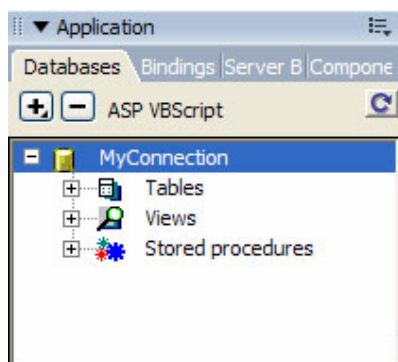 Application
Databases Bindings Server B Compone
ASP VBScript
MyConnection
Tables
Views
Stored procedures